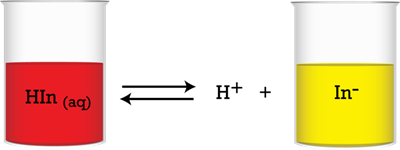 HIn (aq) H⁺ + In⁻